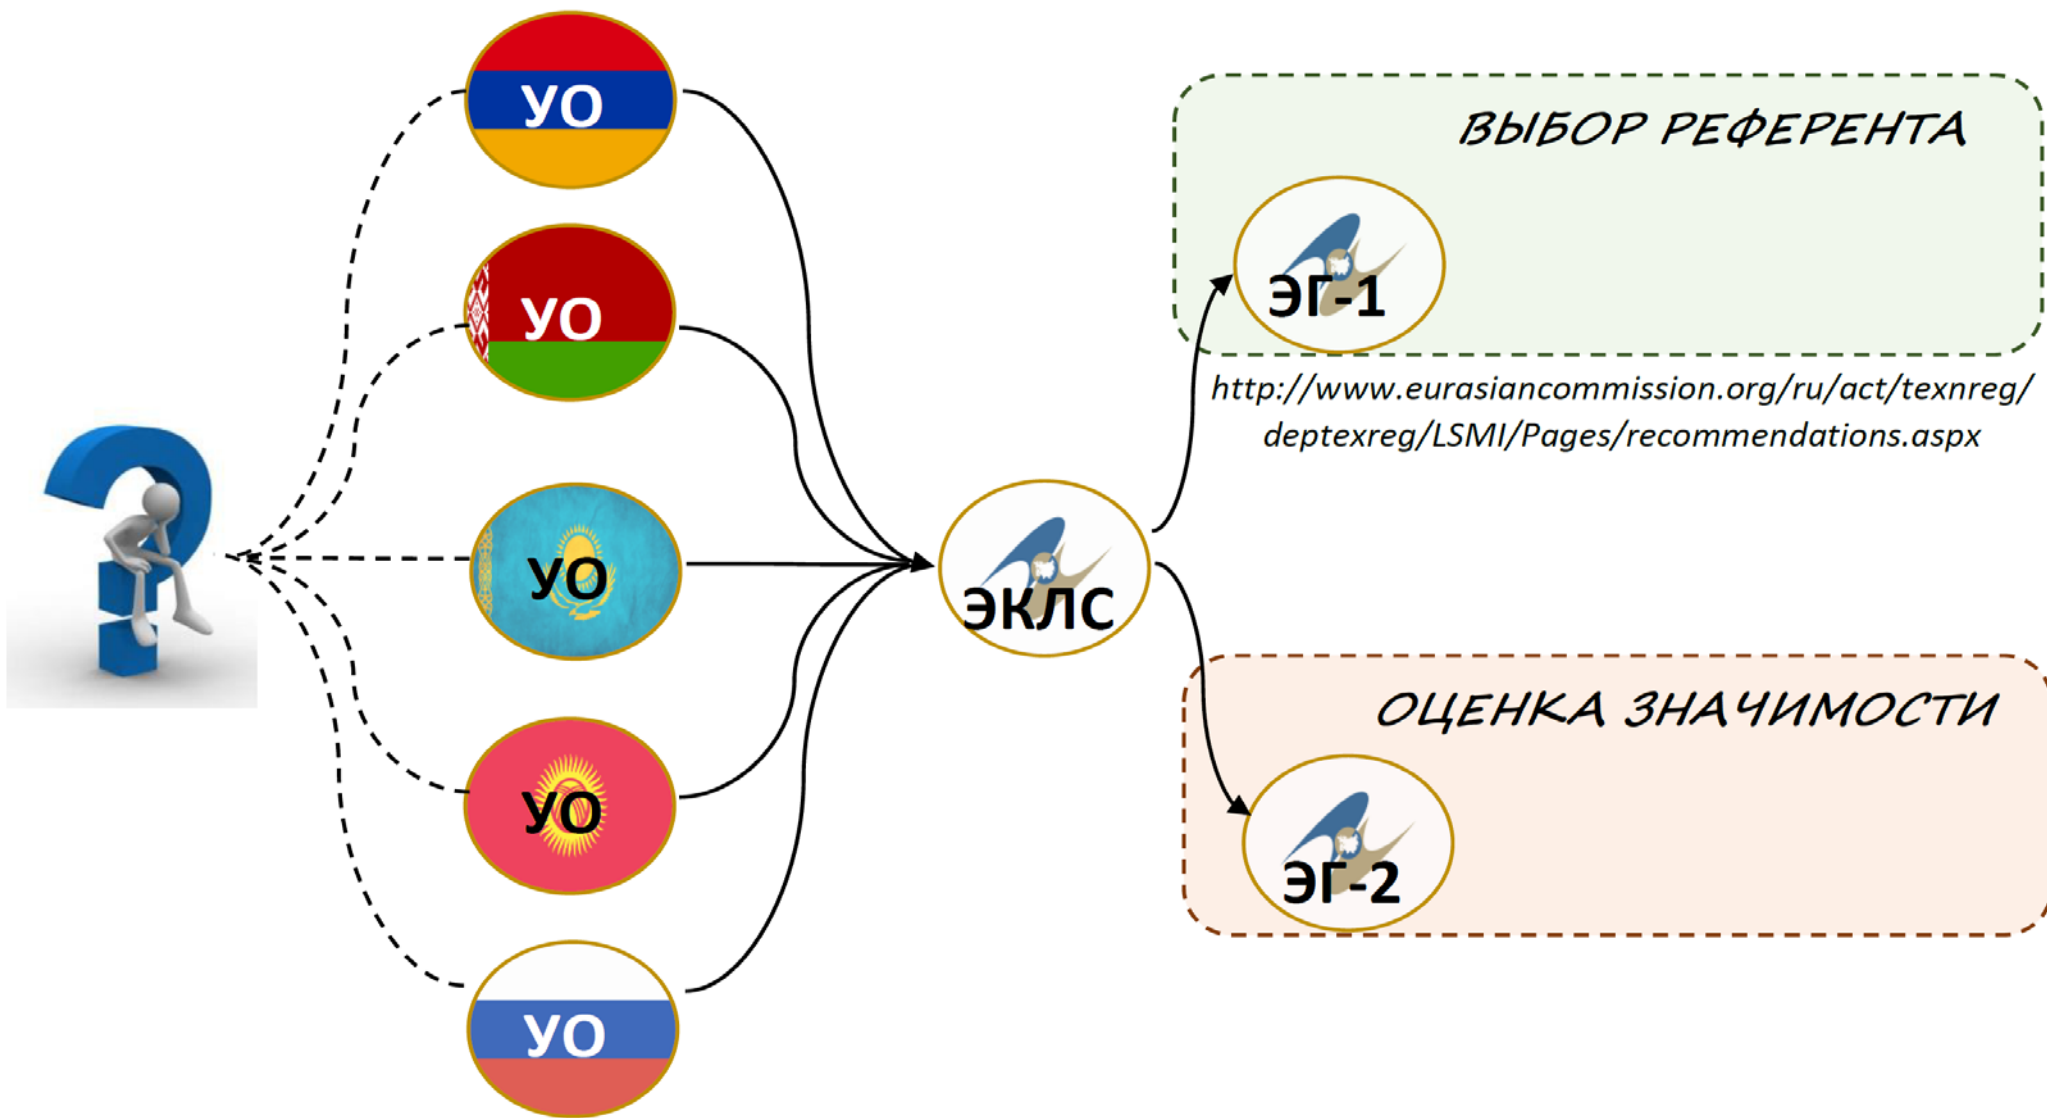 УО
УО
УО
УО
УО
ЭКЛС
ВЫБОР РЕФЕРЕНТА
ЭГ-1
http://www.eurasiancommission.org/ru/act/texnreg/
deptexreg/LSMI/Pages/recommendations.aspx
ОЦЕНКА ЗНАЧИМОСТИ
ЭГ-2